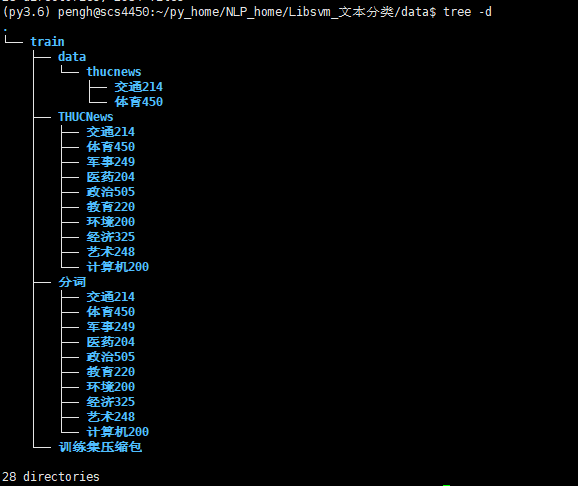 (py3.6) pengh@scs4450:~/py_home/NLP_home/Libsvm_文本分类/data$ tree -d
.
└── train
    ├── data
    │   └── thucnews
    │       ├── 交通214
    │       └── 体育450
    ├── THUCNews
    │   ├── 交通214
    │   ├── 体育450
    │   ├── 军事249
    │   ├── 医药204
    │   ├── 政治505
    │   ├── 教育220
    │   ├── 环境200
    │   ├── 经济325
    │   ├── 艺术248
    │   └── 计算机200
    ├── 分词
    │   ├── 交通214
    │   ├── 体育450
    │   ├── 军事249
    │   ├── 医药204
    │   ├── 政治505
    │   ├── 教育220
    │   ├── 环境200
    │   ├── 经济325
    │   ├── 艺术248
    │   └── 计算机200
    └── 训练集压缩包
28 directories